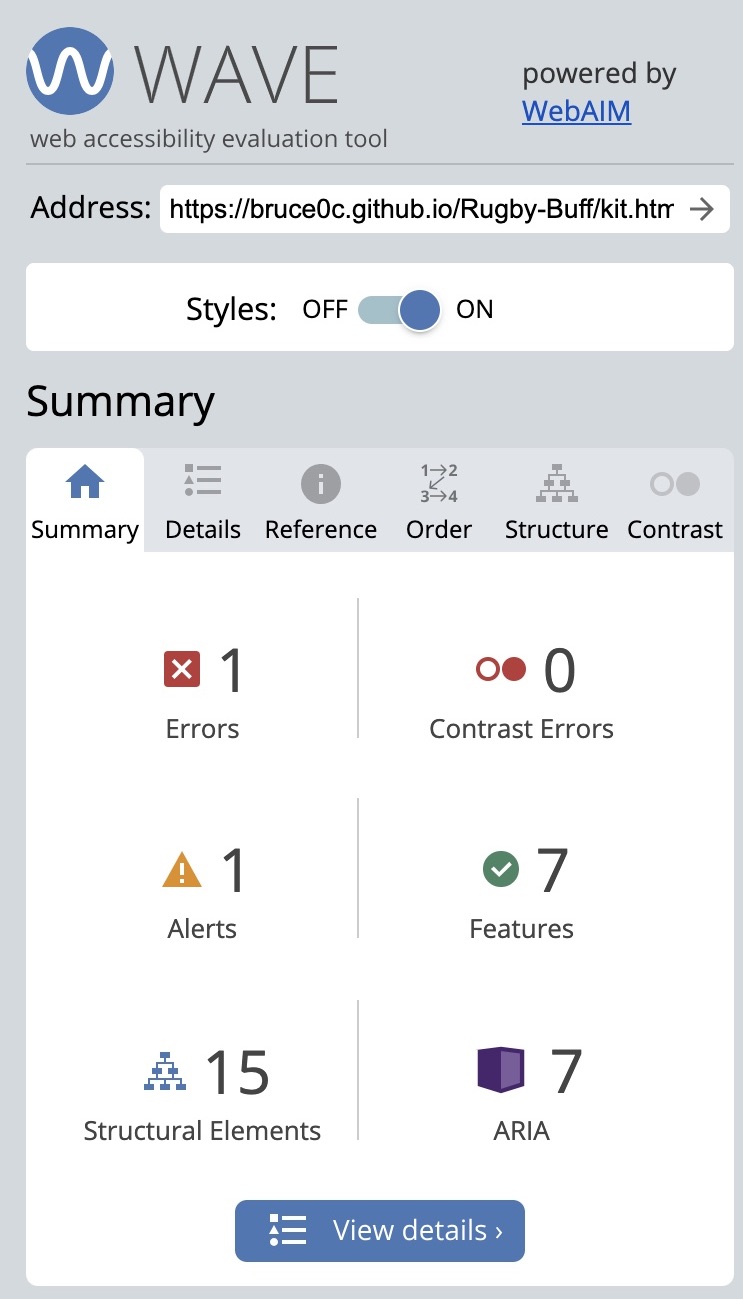 WAVE
powered by
WebAIM
web accessibility evaluation tool
Address: https://bruce0c.github.io/Rugby-Buff/kit.htm
Styles: OFF ON
Summary
1→2
3→4
Summary Details Reference Order Structure Contrast
1 0
Errors Contrast Errors
1 7
Alerts Features
15 7
Structural Elements ARIA
View details ›